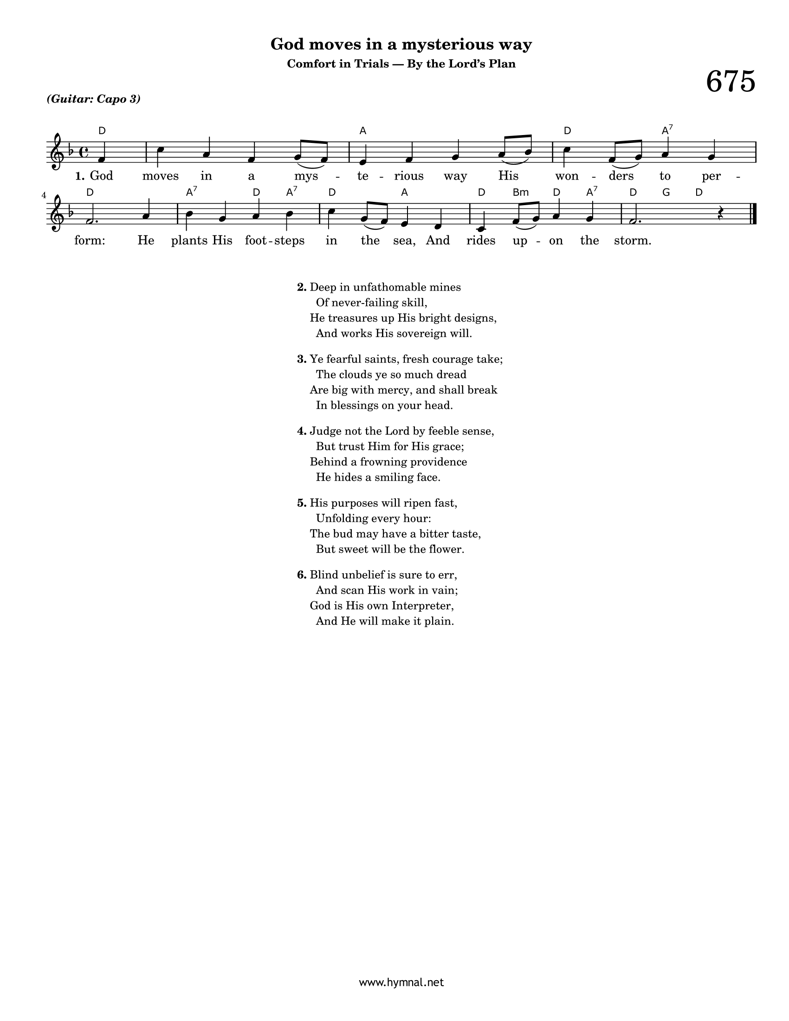 God moves in a mysterious way
Comfort in Trials — By the Lord's Plan
675
(Guitar: Capo 3)
D A D A7
1. God moves in a mys - te - rious way His won - ders to per -
4 D A7 D A7 D A D Bm D A7 D G D
form: He plants His foot - steps in the sea, And rides up - on the storm.
2. Deep in unfathomable mines
Of never-failing skill,
He treasures up His bright designs,
And works His sovereign will.
3. Ye fearful saints, fresh courage take;
The clouds ye so much dread
Are big with mercy, and shall break
In blessings on your head.
4. Judge not the Lord by feeble sense,
But trust Him for His grace;
Behind a frowning providence
He hides a smiling face.
5. His purposes will ripen fast,
Unfolding every hour:
The bud may have a bitter taste,
But sweet will be the flower.
6. Blind unbelief is sure to err,
And scan His work in vain;
God is His own Interpreter,
And He will make it plain.
www.hymnal.net